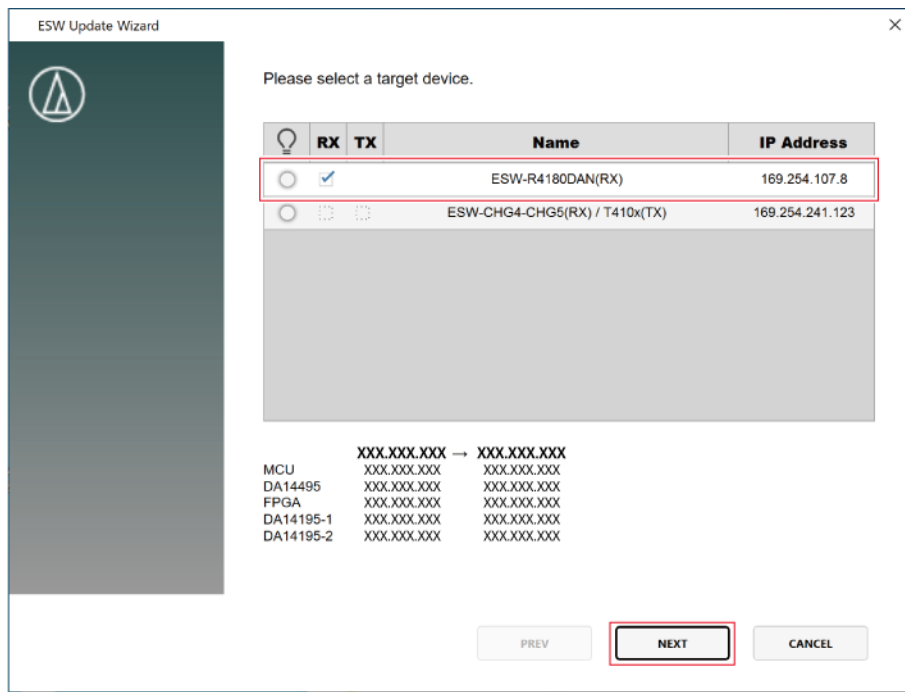 ESW Update Wizard
Please select a target device.
RX TX Name IP Address
ESW-R4180DAN(RX) 169.254.107.8
ESW-CHG4-CHG5(RX) / T410x(TX) 169.254.241.123
XXX.XXX.XXX → XXX.XXX.XXX
MCU XXX.XXX.XXX XXX.XXX.XXX
DA14495 XXX.XXX.XXX XXX.XXX.XXX
FPGA XXX.XXX.XXX XXX.XXX.XXX
DA14195-1 XXX.XXX.XXX XXX.XXX.XXX
DA14195-2 XXX.XXX.XXX XXX.XXX.XXX
PREV NEXT CANCEL